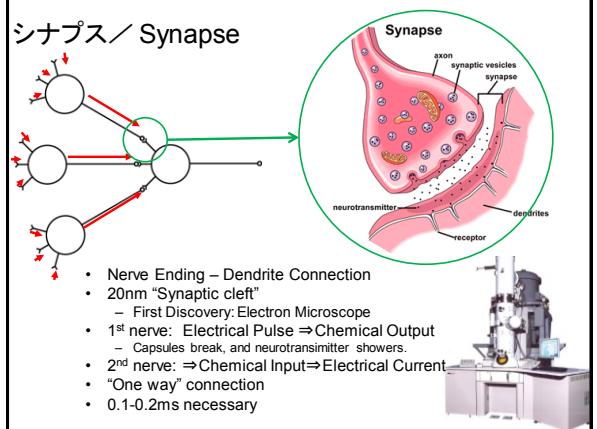 シナプス／ Synapse
Synapse
axon
synaptic vesicles
synapse
neurotransmitter
dendrites
receptor
• Nerve Ending – Dendrite Connection
• 20nm “Synaptic cleft”
– First Discovery: Electron Microscope
• 1st nerve: Electrical Pulse ⇒Chemical Output
– Capsules break, and neurotransimitter showers.
• 2nd nerve: ⇒Chemical Input⇒Electrical Current
• “One way” connection
• 0.1-0.2ms necessary